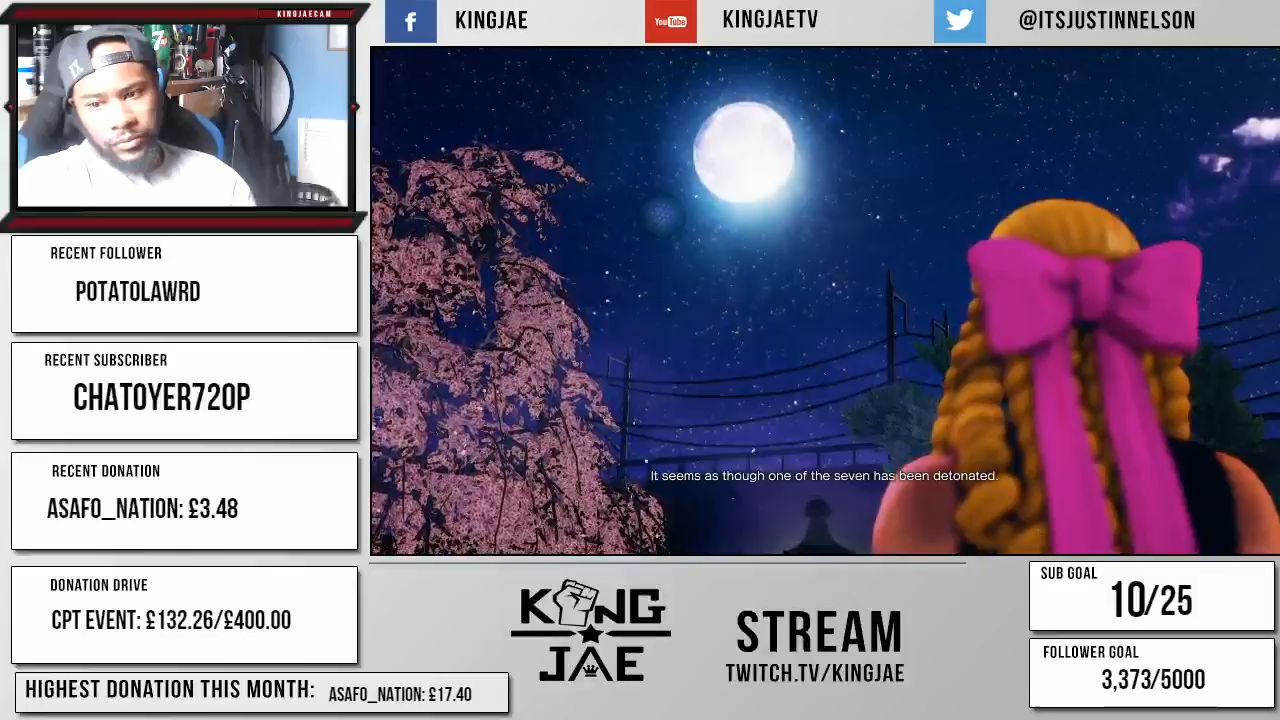 KINGJAECAM
KINGJAE
YouTube
KINGJAETV
@ITSJUSTINNELSON
RECENT FOLLOWER
POTATOLAWRD
RECENT SUBSCRIBER
CHATOYER720P
RECENT DONATION
ASAFO_NATION: £3.48
DONATION DRIVE
CPT EVENT: £132.26/£400.00
HIGHEST DONATION THIS MONTH: ASAFO_NATION: £17.40
It seems as though one of the seven has been detonated.
KING
JAE
STREAM
TWITCH.TV/KINGJAE
SUB GOAL
10/25
FOLLOWER GOAL
3,373/5000